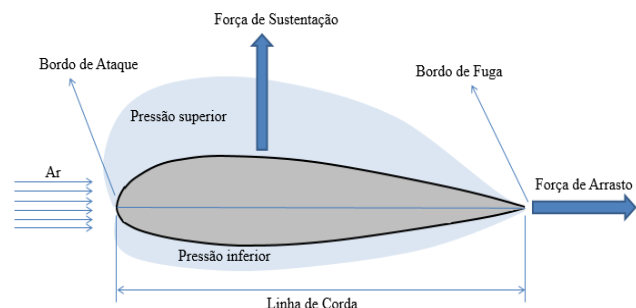 Força de Sustentação
Bordo de Ataque
Bordo de Fuga
Pressão superior
Ar
Força de Arrasto
Pressão inferior
Linha de Corda